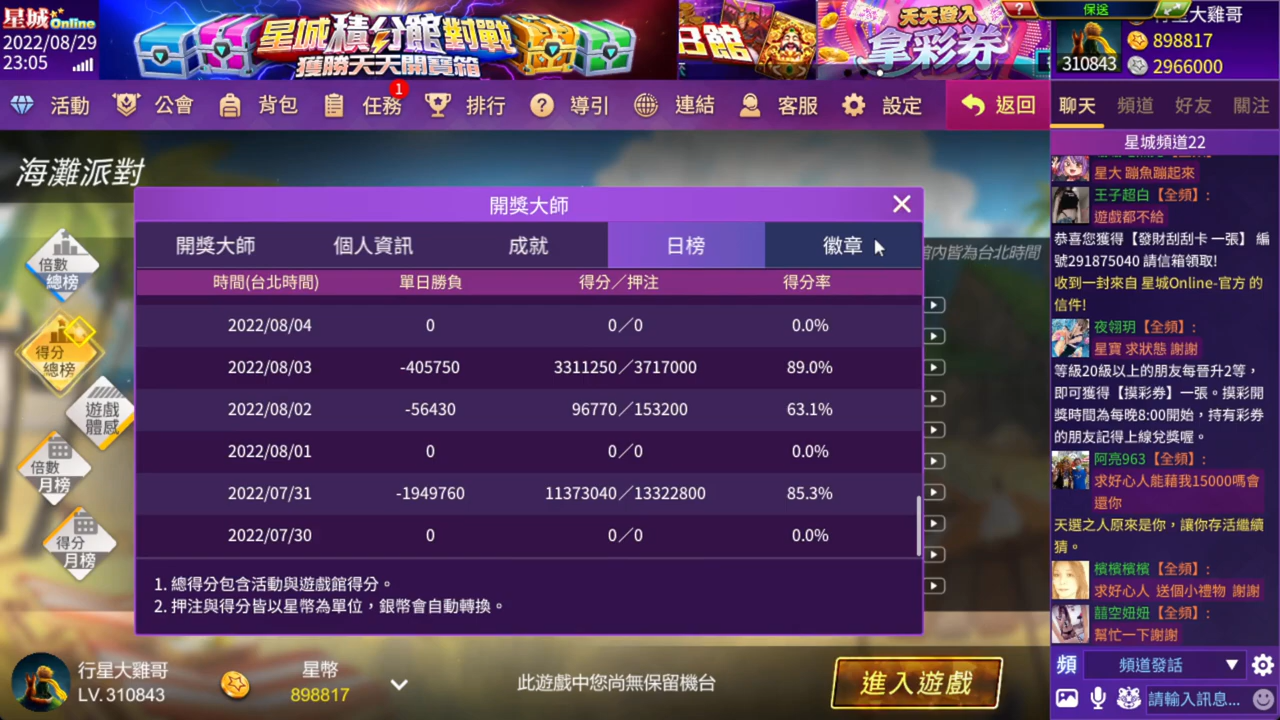 星城Online
2022/08/29
23:05
星城積分館對戰
獲勝天天開寶箱
天天登入
拿彩券
?
保送
行星大雞哥
310843
898817
2966000
活動
公會
背包
任務
1
排行
?
導引
連結
客服
設定
返回
聊天
頻道
好友
關注
海灘派對
館內皆為台北時間
倍數
總榜
得分
總榜
遊戲
體感
倍數
月榜
得分
月榜
開獎大師
開獎大師 個人資訊 成就 日榜 徽章
時間(台北時間) 單日勝負 得分／押注 得分率
2022/08/04 0 0／0 0.0%
2022/08/03 -405750 3311250／3717000 89.0%
2022/08/02 -56430 96770／153200 63.1%
2022/08/01 0 0／0 0.0%
2022/07/31 -1949760 11373040／13322800 85.3%
2022/07/30 0 0／0 0.0%
1. 總得分包含活動與遊戲館得分。
2. 押注與得分皆以星幣為單位，銀幣會自動轉換。
行星大雞哥
LV. 310843
星幣
898817
此遊戲中您尚無保留機台
進入遊戲
星城頻道22
星大 蹦魚蹦起來
王子超白【全頻】:
遊戲都不給
恭喜您獲得【發財刮刮卡 一張】 編
號291875040 請信箱領取!
收到一封來自 星城Online-官方 的
信件!
夜翎玥【全頻】:
星寶 求狀態 謝謝
等級20級以上的朋友每晉升2等，
即可獲得【摸彩券】一張。摸彩開
獎時間為每晚8:00開始，持有彩券
的朋友記得上線兌獎喔。
阿亮963【全頻】:
求好心人能藉我15000嗎會
還你
天選之人原來是你，讓你存活繼續
猜。
檳檳檳檳【全頻】:
求好心人 送個小禮物 謝謝
囍空妞妞【全頻】:
幫忙一下謝謝
頻
頻道發話
請輸入訊息...